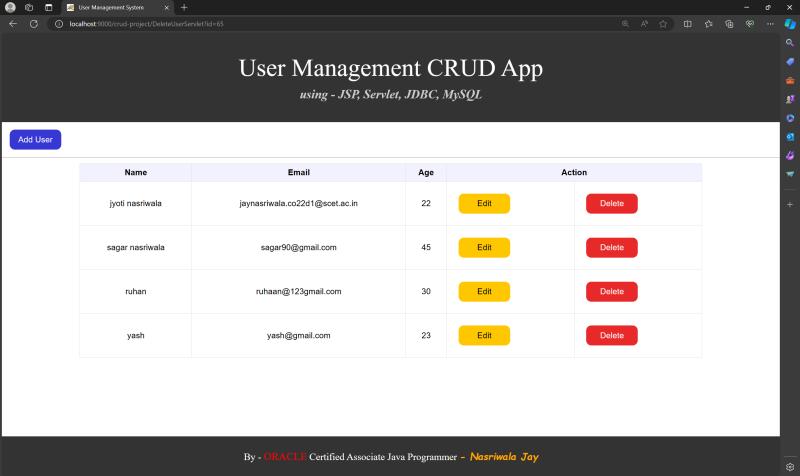 User Management System
localhost:9000/crud-project/DeleteUserServlet?id=65
User Management CRUD App
using - JSP, Servlet, JDBC, MySQL
Add User
Name Email Age Action
jyoti nasriwala jaynasriwala.co22d1@scet.ac.in 22 Edit Delete
sagar nasriwala sagar90@gmail.com 45 Edit Delete
ruhan ruhaan@123gmail.com 30 Edit Delete
yash yash@gmail.com 23 Edit Delete
By - ORACLE Certified Associate Java Programmer - Nasriwala Jay